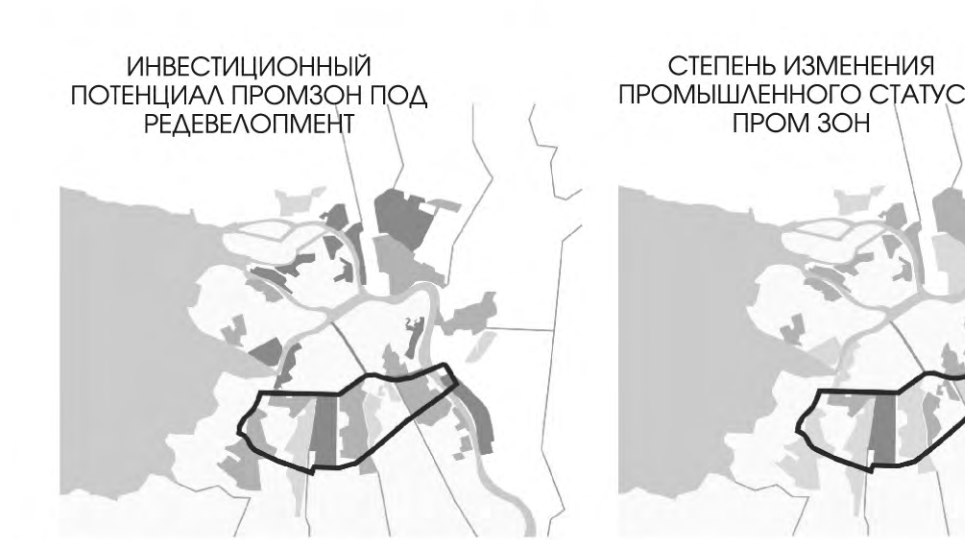 ИНВЕСТИЦИОННЫЙ
ПОТЕНЦИАЛ ПРОМЗОН ПОД
РЕДЕВЕЛОПМЕНТ
СТЕПЕНЬ ИЗМЕНЕНИЯ
ПРОМЫШЛЕННОГО СТАТУС
ПРОМ ЗОН